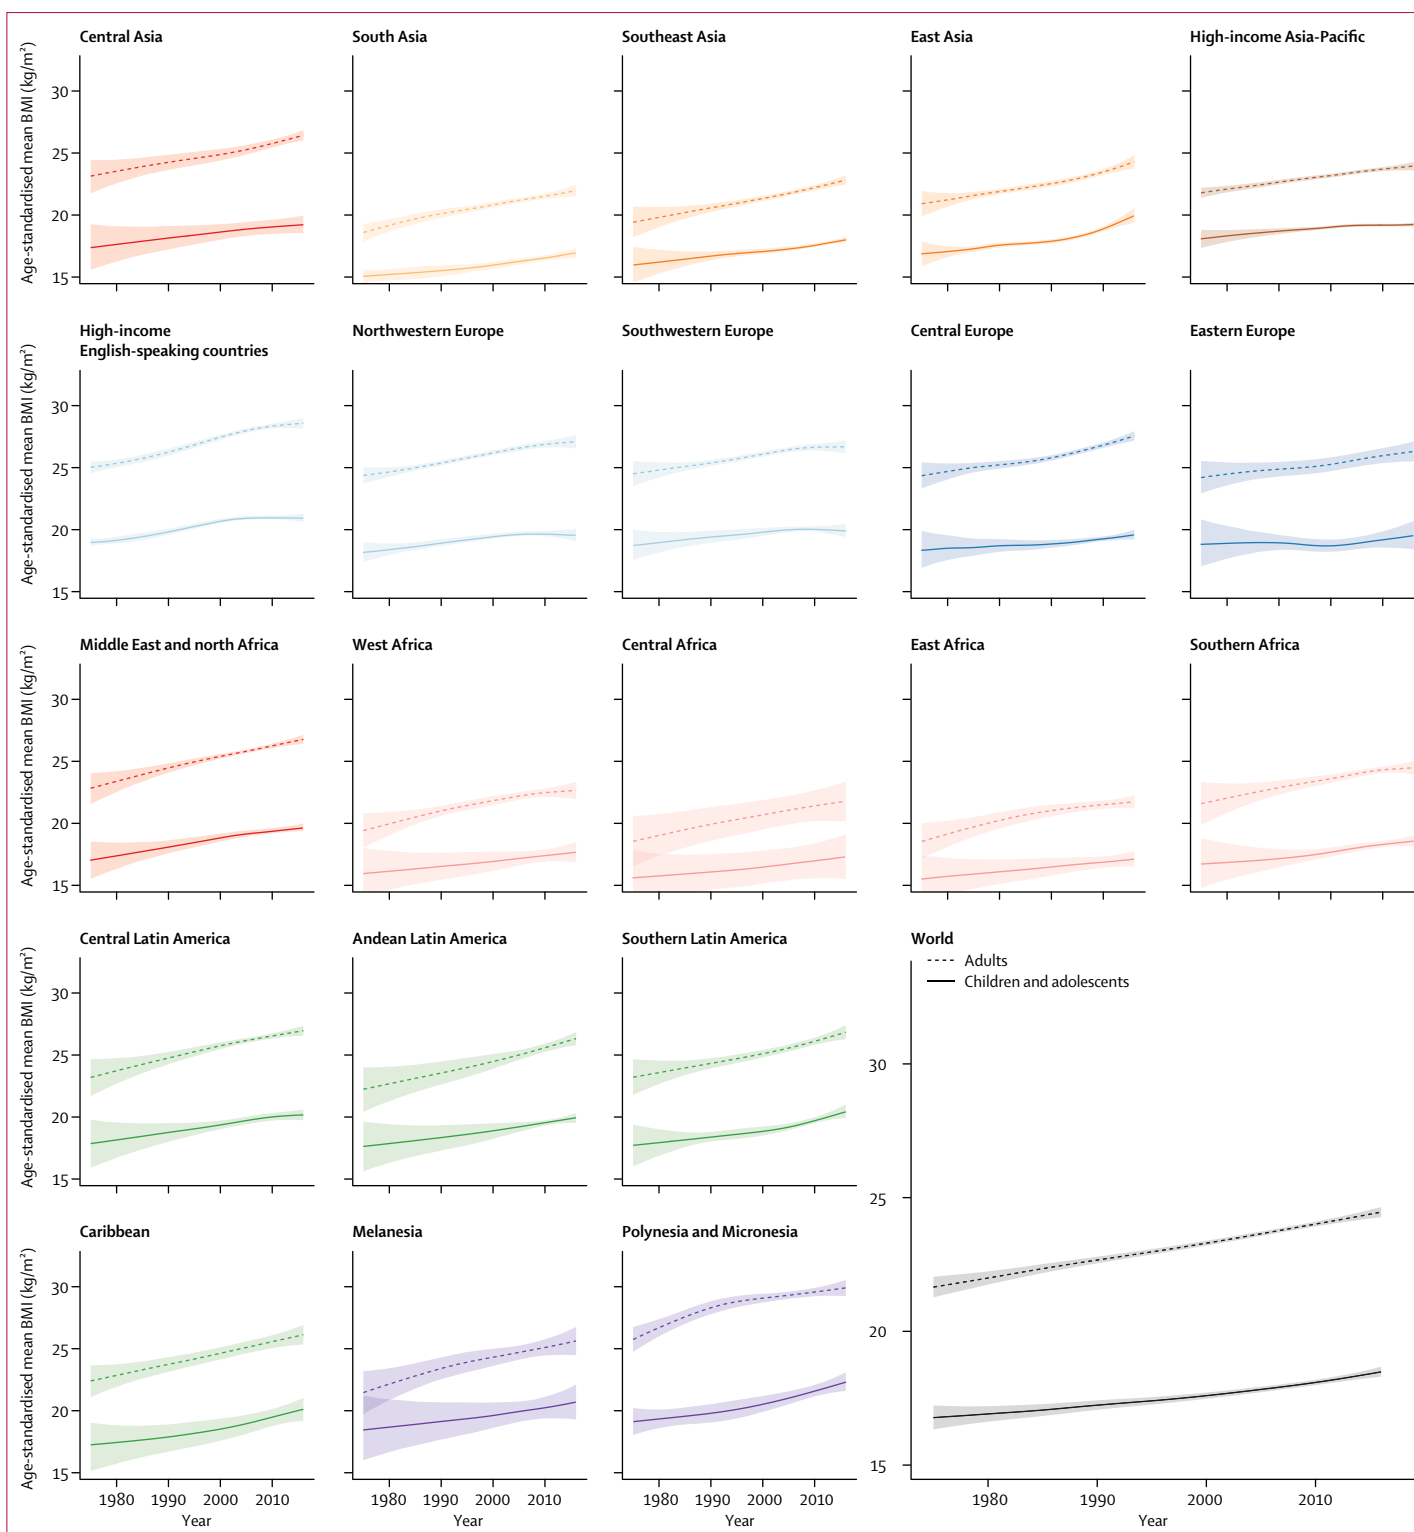 Central Asia
South Asia
Southeast Asia
East Asia
High-income Asia-Pacific
Age-standardised mean BMI (kg/m²)
30
25
20
15
High-income
English-speaking countries
Northwestern Europe
Southwestern Europe
Central Europe
Eastern Europe
Age-standardised mean BMI (kg/m²)
30
25
20
15
Middle East and north Africa
West Africa
Central Africa
East Africa
Southern Africa
Age-standardised mean BMI (kg/m²)
30
25
20
15
Central Latin America
Andean Latin America
Southern Latin America
Age-standardised mean BMI (kg/m²)
30
25
20
15
World
Adults
Children and adolescents
30
25
20
15
1980 1990 2000 2010
Year
Caribbean
Melanesia
Polynesia and Micronesia
Age-standardised mean BMI (kg/m²)
30
25
20
15
1980 1990 2000 2010
Year
1980 1990 2000 2010
Year
1980 1990 2000 2010
Year